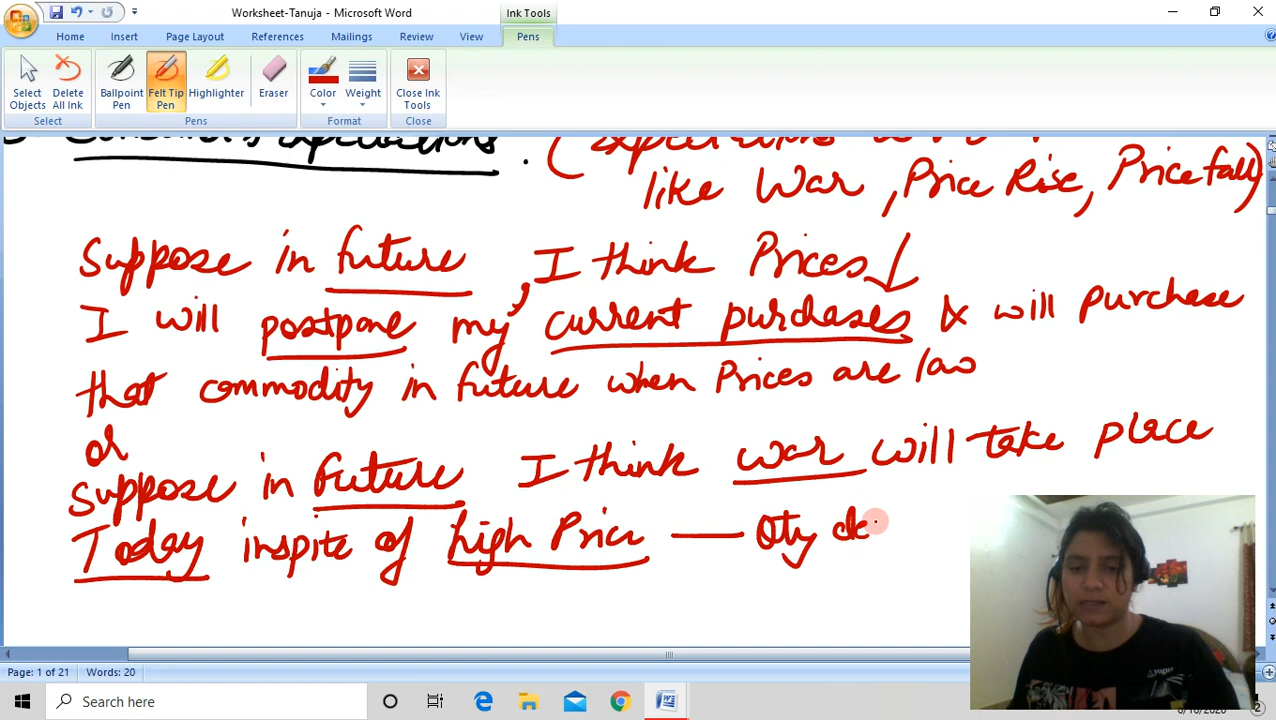 Worksheet-Tanuja - Microsoft Word
Ink Tools
Home Insert Page Layout References Mailings Review View Pens
Select Objects
Delete All Ink
Ballpoint Pen
Felt Tip Pen
Highlighter
Eraser
Color
Weight
Close Ink Tools
Select Pens Format Close
like War, Price Rise, Price fall)
Suppose in future, I think Prices ↓
I will postpone my current purchases & will purchase
that commodity in future when Prices are low
or
Suppose in future I think war will take place
Today inspite of high Price — Qty de
vogue
Page: 1 of 21 Words: 20
Search here